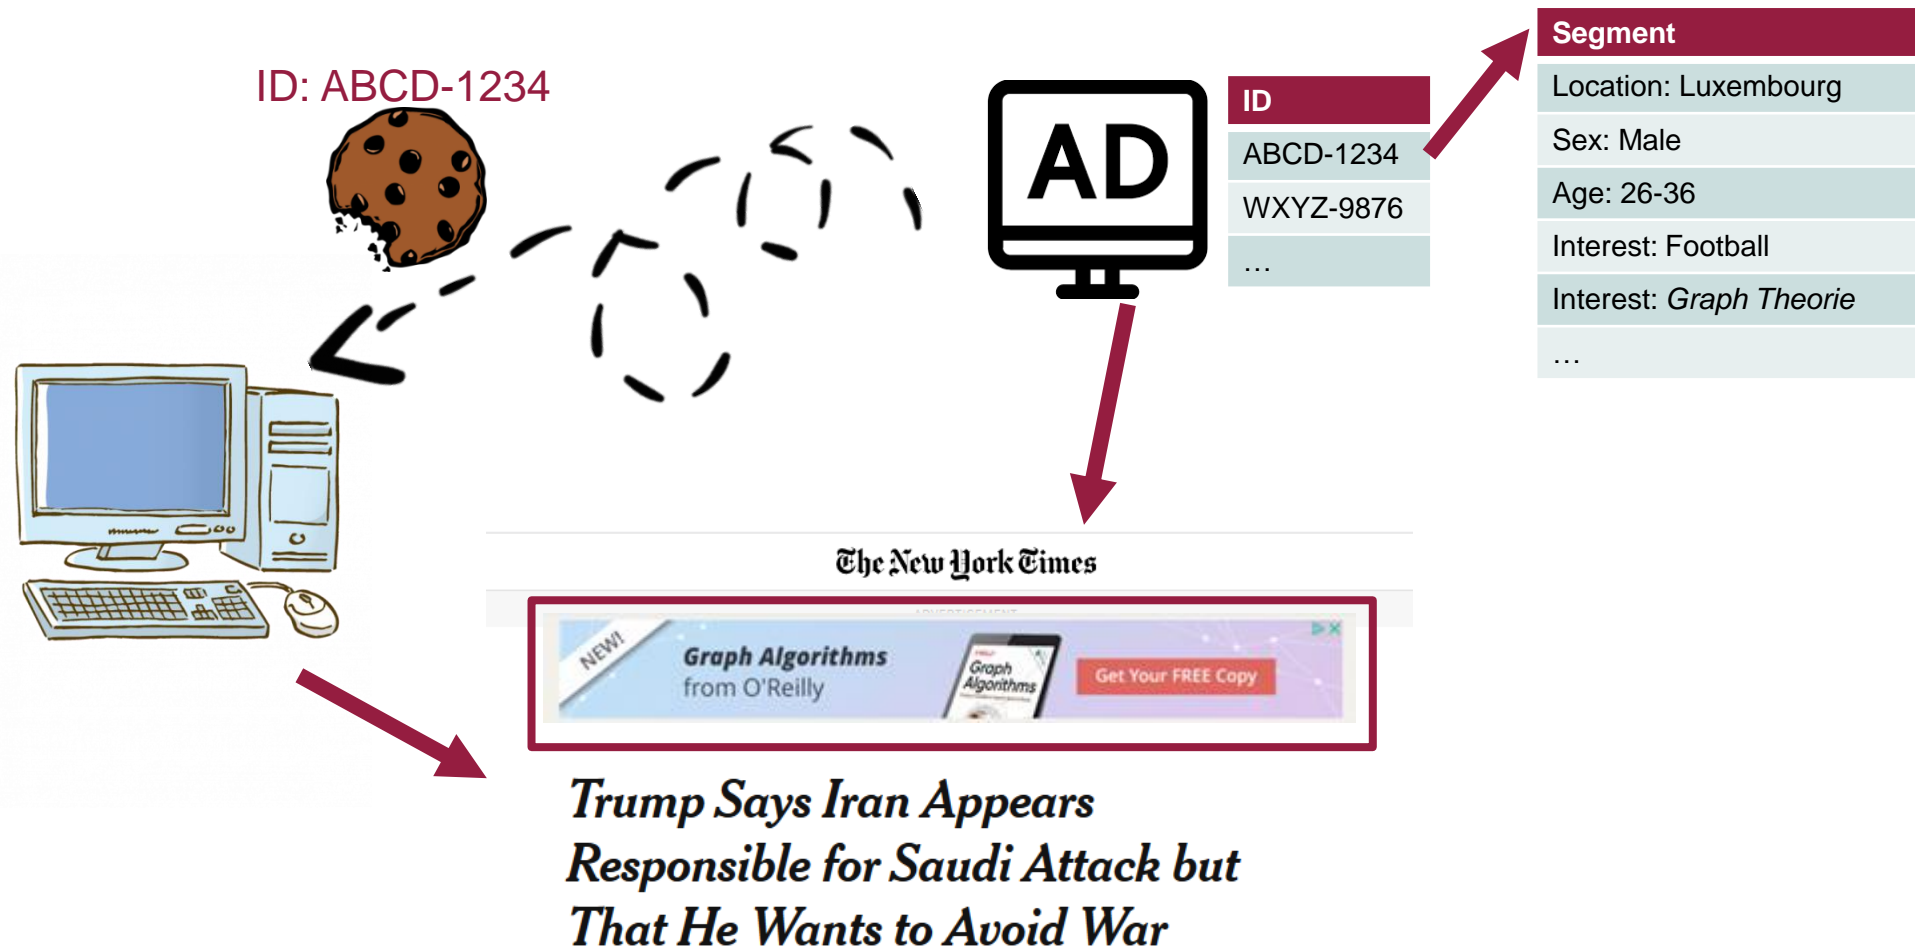 ID: ABCD-1234
AD
ID
ABCD-1234
WXYZ-9876
…
Segment
Location: Luxembourg
Sex: Male
Age: 26-36
Interest: Football
Interest: Graph Theorie
…
The New York Times
ADVERTISEMENT
NEW!
Graph Algorithms
from O'Reilly
Graph
Algorithms
Get Your FREE Copy
Trump Says Iran Appears
Responsible for Saudi Attack but
That He Wants to Avoid War